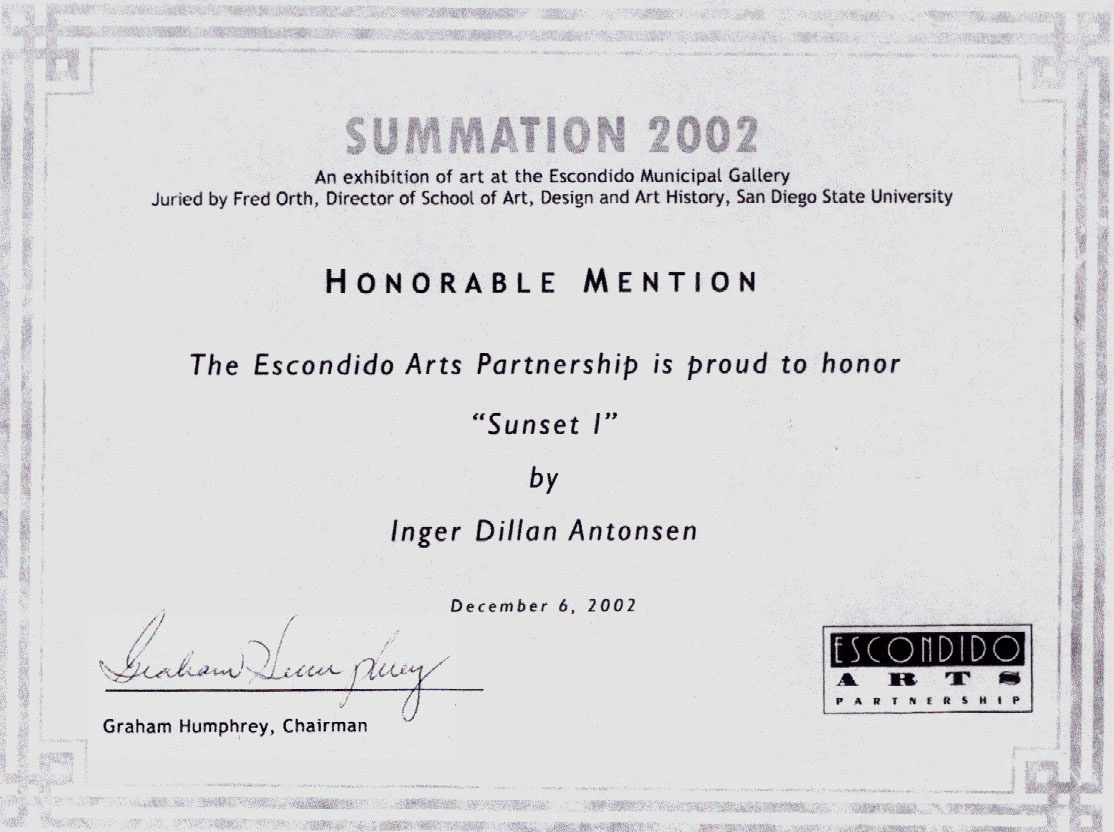 SUMMATION 2002
An exhibition of art at the Escondido Municipal Gallery
Juried by Fred Orth, Director of School of Art, Design and Art History, San Diego State University
HONORABLE MENTION
The Escondido Arts Partnership is proud to honor
“Sunset I”
by
Inger Dillan Antonsen
December 6, 2002
Graham Humphrey
Graham Humphrey, Chairman
ESCONDIDO
ARTS
PARTNERSHIP